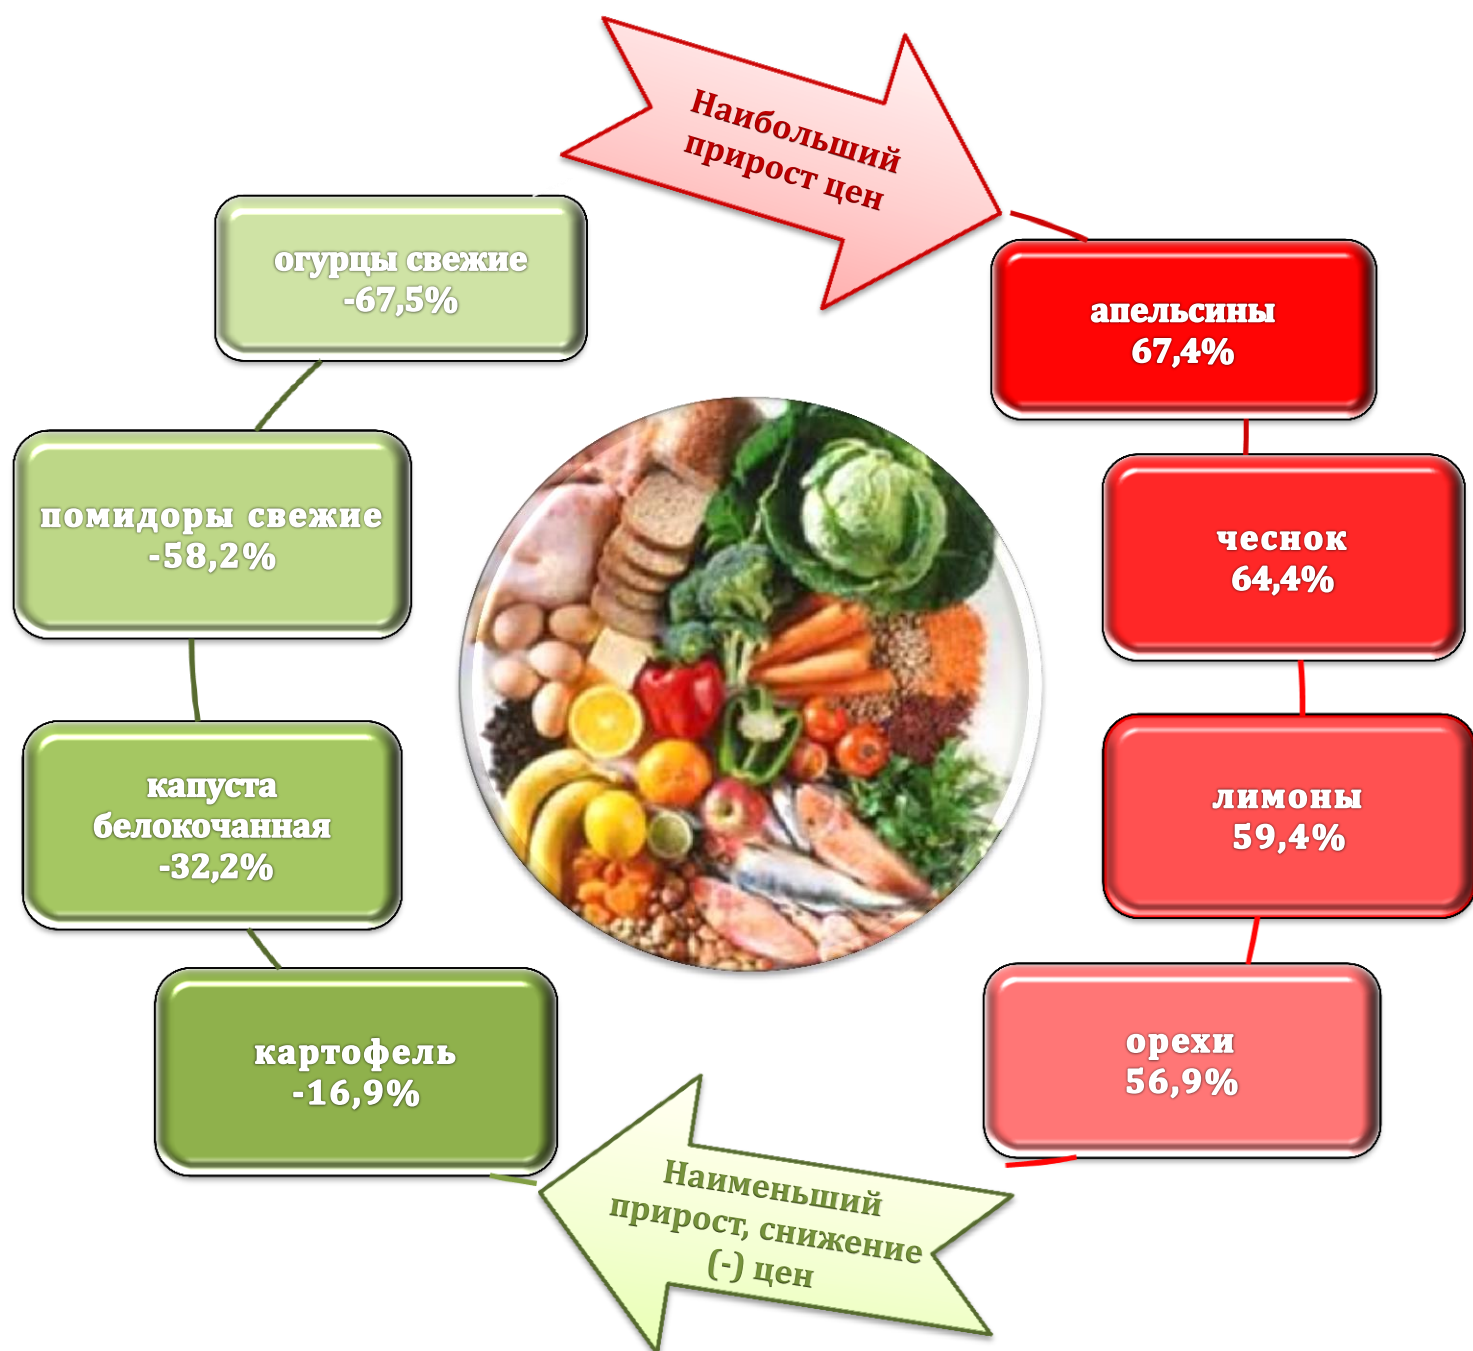 Наибольший
прирост цен
апельсины
67,4%
чеснок
64,4%
лимоны
59,4%
орехи
56,9%
Наименьший
прирост, снижение
(-) цен
картофель
-16,9%
капуста
белокочанная
-32,2%
помидоры свежие
-58,2%
огурцы свежие
-67,5%